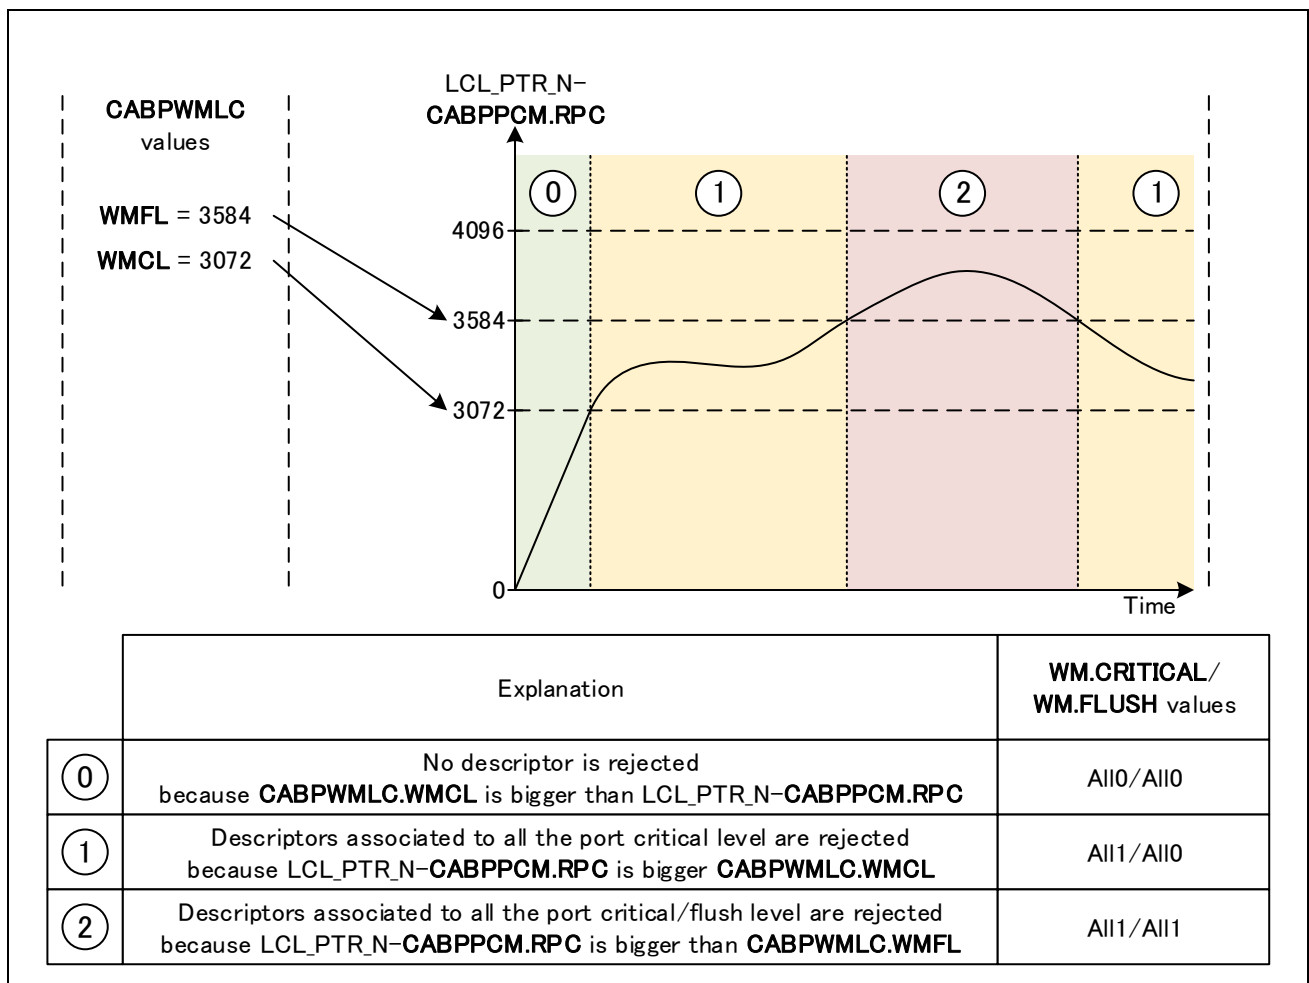 CABPWMLC
values
WMFL = 3584
WMCL = 3072
LCL_PTR_N-
CABPPCM.RPC
0
1
2
1
4096
3584
3072
0
Time
Explanation
WM.CRITICAL/
WM.FLUSH values
0
No descriptor is rejected
because CABPWMLC.WMCL is bigger than LCL_PTR_N-CABPPCM.RPC
All0/All0
1
Descriptors associated to all the port critical level are rejected
because LCL_PTR_N-CABPPCM.RPC is bigger CABPWMLC.WMCL
All1/All0
2
Descriptors associated to all the port critical/flush level are rejected
because LCL_PTR_N-CABPPCM.RPC is bigger than CABPWMLC.WMFL
All1/All1